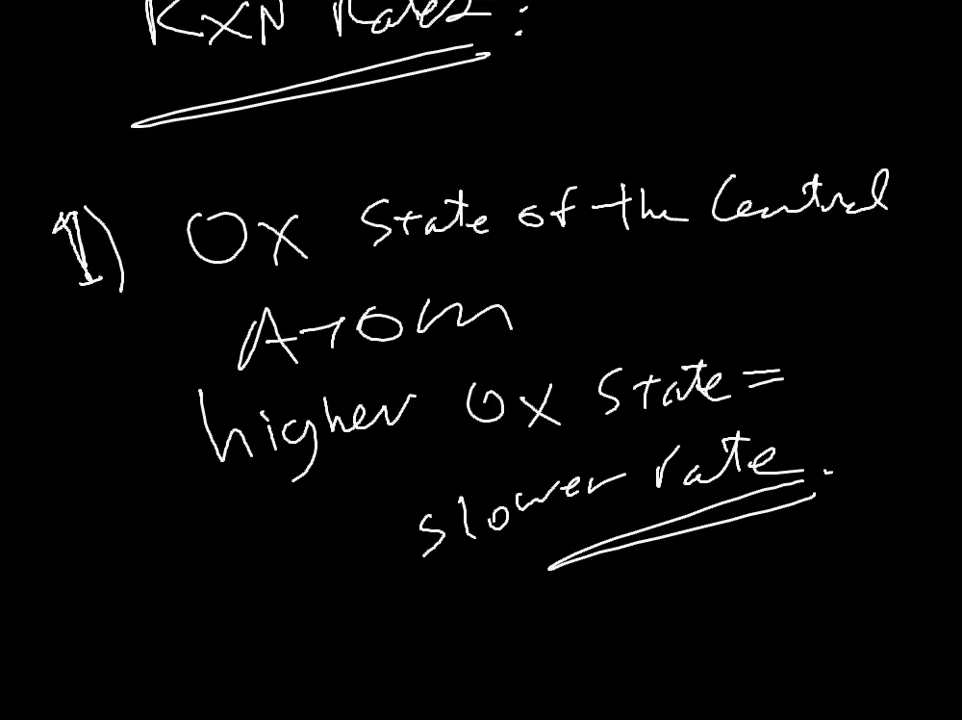 RXN Rates:
1) OX State of the Central
Atom
higher OX State =
slower rate.